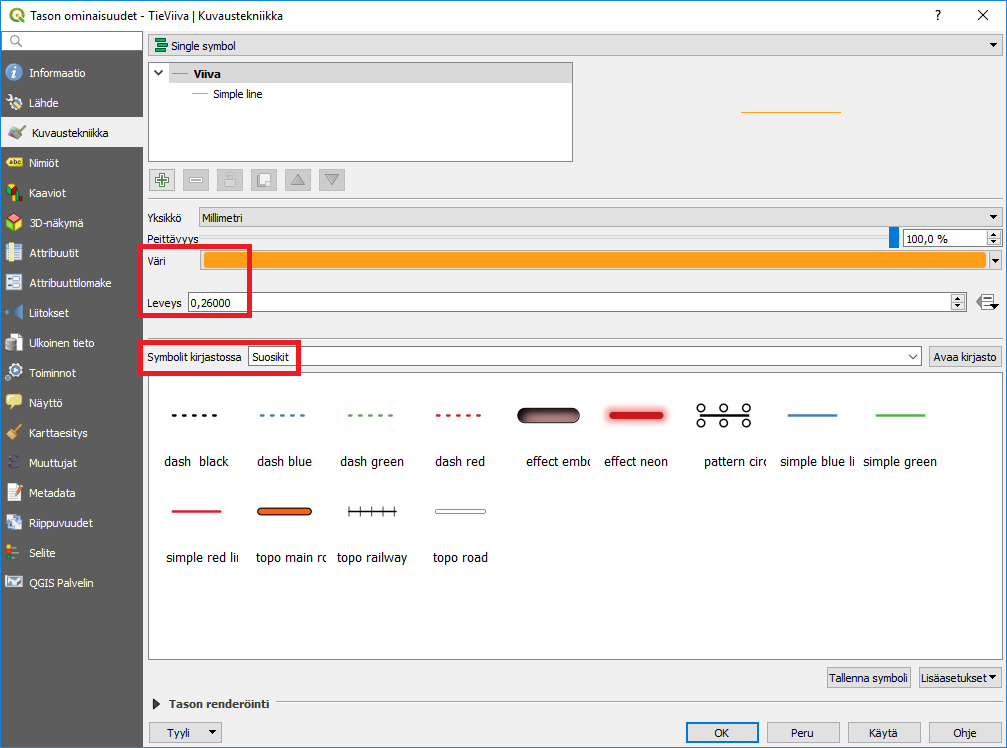 Tason ominaisuudet - TieViiva | Kuvaustekniikka
?
Informaatio
Lähde
Kuvaustekniikka
abc Nimiöt
Kaaviot
3D-näkymä
Attribuutit
Attribuuttilomake
Liitokset
Ulkoinen tieto
Toiminnot
Näyttö
Karttaesitys
Muuttujat
Metadata
Riippuvuudet
Selite
QGIS Palvelin
Single symbol
Viiva
Simple line
Yksikkö Millimetri
Peittävyys 100,0 %
Väri
Leveys 0,26000
Symbolit kirjastossa Suosikit Avaa kirjasto
dash black dash blue dash green dash red effect embo effect neon pattern circ simple blue li simple green
simple red lin topo main ro topo railway topo road
Tallenna symboli Lisäasetukset
Tason renderöinti
Tyyli OK Peru Käytä Ohje